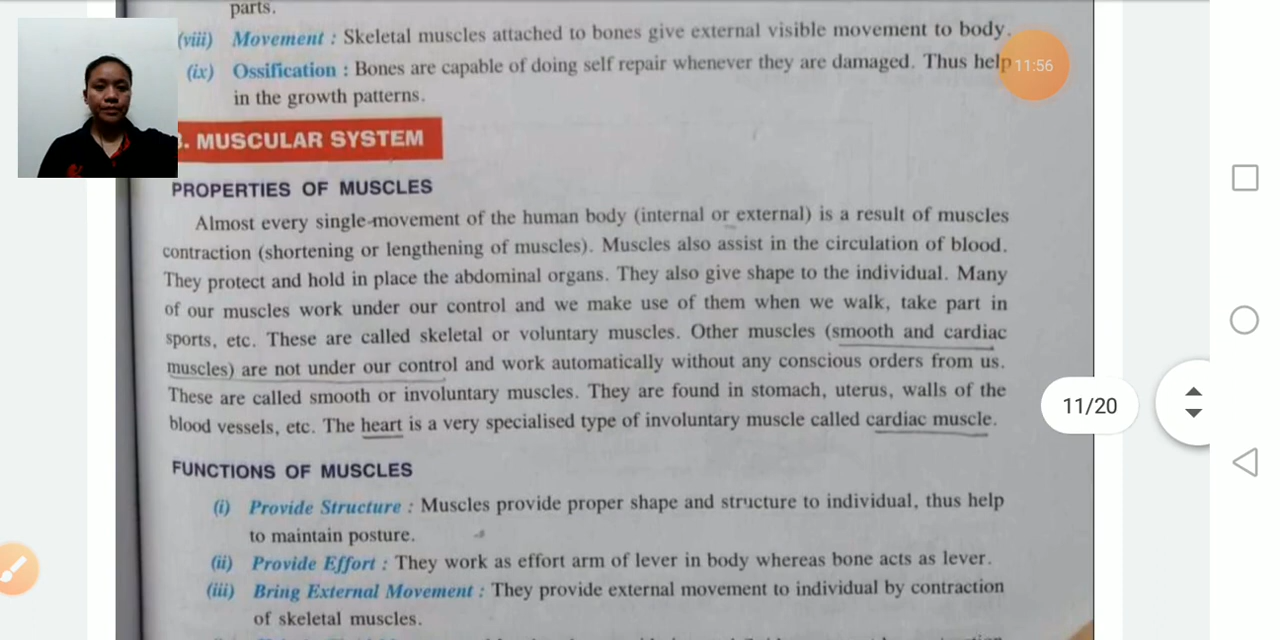 parts.
(viii) Movement : Skeletal muscles attached to bones give external visible movement to body.
(ix) Ossification : Bones are capable of doing self repair whenever they are damaged. Thus help
11:56
in the growth patterns.
. MUSCULAR SYSTEM
PROPERTIES OF MUSCLES
Almost every single-movement of the human body (internal or external) is a result of muscles
contraction (shortening or lengthening of muscles). Muscles also assist in the circulation of blood.
They protect and hold in place the abdominal organs. They also give shape to the individual. Many
of our muscles work under our control and we make use of them when we walk, take part in
sports, etc. These are called skeletal or voluntary muscles. Other muscles (smooth and cardiac
muscles) are not under our control and work automatically without any conscious orders from us.
These are called smooth or involuntary muscles. They are found in stomach, uterus, walls of the
11/20
blood vessels, etc. The heart is a very specialised type of involuntary muscle called cardiac muscle.
FUNCTIONS OF MUSCLES
(i) Provide Structure : Muscles provide proper shape and structure to individual, thus help
to maintain posture.
(ii) Provide Effort : They work as effort arm of lever in body whereas bone acts as lever.
(iii) Bring External Movement : They provide external movement to individual by contraction
of skeletal muscles.